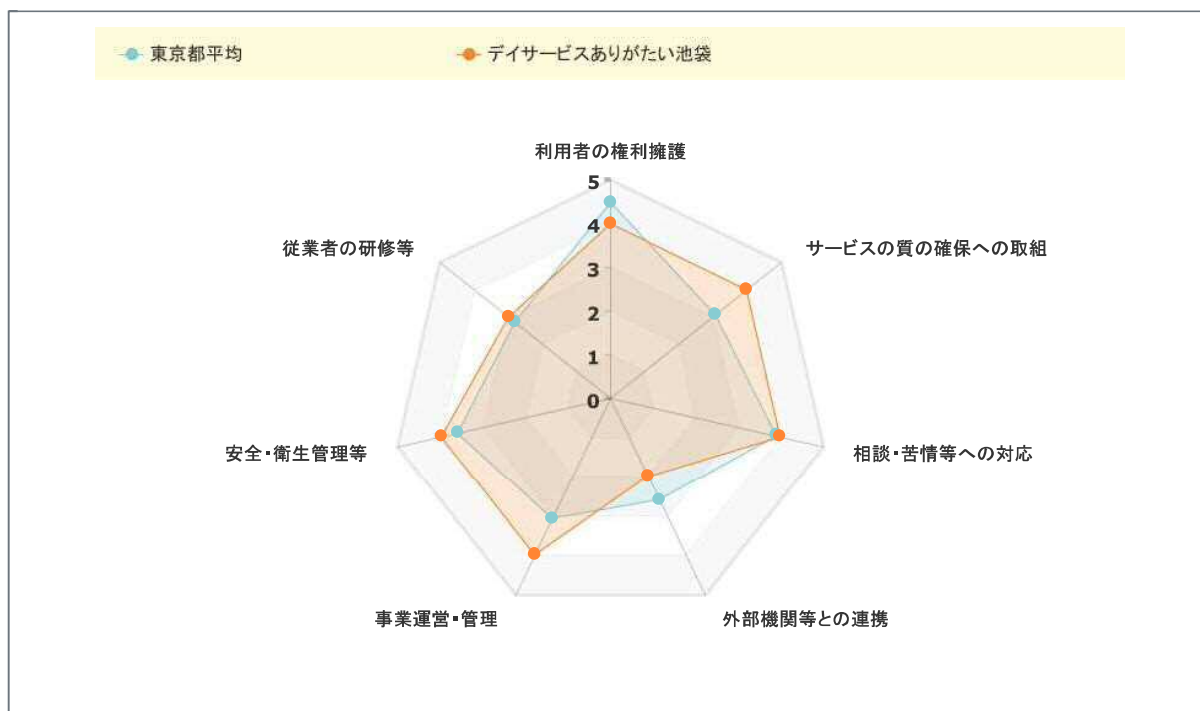 東京都平均
デイサービスありがたい池袋
利用者の権利擁護
サービスの質の確保への取組
相談・苦情等への対応
外部機関等との連携
事業運営・管理
安全・衛生管理等
従業者の研修等
5
4
3
2
1
0